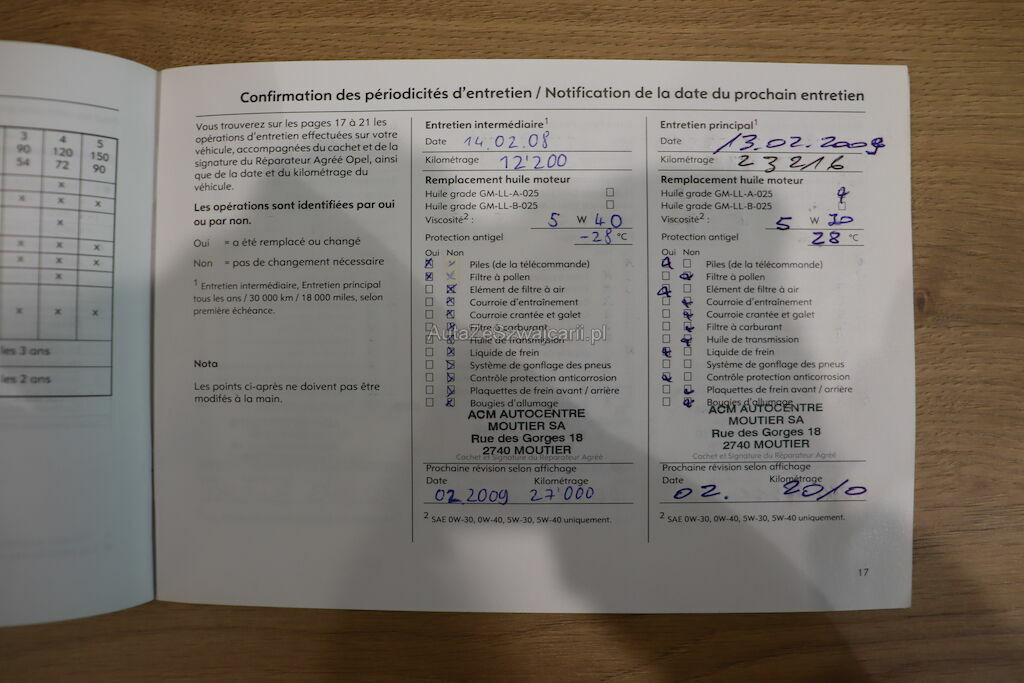 3
90
54
4
120
72
5
150
90
x
x x x
x
x x x
x x x
x
x x x
les 3 ans
les 2 ans
Confirmation des périodicités d'entretien / Notification de la date du prochain entretien
Vous trouverez sur les pages 17 à 21 les
opérations d'entretien effectuées sur votre
véhicule, accompagnées du cachet et de la
signature du Réparateur Agréé Opel, ainsi
que de la date et du kilométrage du
véhicule.
Les opérations sont identifiées par oui
ou par non.
Oui = a été remplacé ou changé
Non = pas de changement nécessaire
1 Entretien intermédiaire, Entretien principal
tous les ans / 30 000 km / 18 000 miles, selon
première échéance.
Nota
Les points ci-après ne doivent pas être
modifés à la main.
Entretien intermédiaire1
Date 14.02.08
Kilométrage 12'200
Remplacement huile moteur
Huile grade GM-LL-A-025
Huile grade GM-LL-B-025
Viscosité2 : 5 W 40
Protection antigel -28 °C
Oui Non
Piles (de la télécommande)
Filtre à pollen
Elément de filtre à air
Courroie d'entraînement
Courroie crantée et galet
Filtre à carburant
Huile de transmission
Liquide de frein
Système de gonflage des pneus
Contrôle protection anticorrosion
Plaquettes de frein avant / arrière
Bougies d'allumage
ACM AUTOCENTRE
MOUTIER SA
Rue des Gorges 18
2740 MOUTIER
Cachet et Signature du Réparateur Agréé
Prochaine révision selon affichage
Date Kilométrage
02.2009 27'000
2 SAE 0W-30, 0W-40, 5W-30, 5W-40 uniquement.
Entretien principal1
Date 13.02.2009
Kilométrage 23216
Remplacement huile moteur
Huile grade GM-LL-A-025
Huile grade GM-LL-B-025
Viscosité2 : 5 W 30
Protection antigel 28 °C
Oui Non
Piles (de la télécommande)
Filtre à pollen
Elément de filtre à air
Courroie d'entraînement
Courroie crantée et galet
Filtre à carburant
Huile de transmission
Liquide de frein
Système de gonflage des pneus
Contrôle protection anticorrosion
Plaquettes de frein avant / arrière
Bougies d'allumage
ACM AUTOCENTRE
MOUTIER SA
Rue des Gorges 18
2740 MOUTIER
Cachet et Signature du Réparateur Agréé
Prochaine révision selon affichage
Date Kilométrage
02. 2010
2 SAE 0W-30, 0W-40, 5W-30, 5W-40 uniquement.
17
AutaZeSzwajcarii.pl